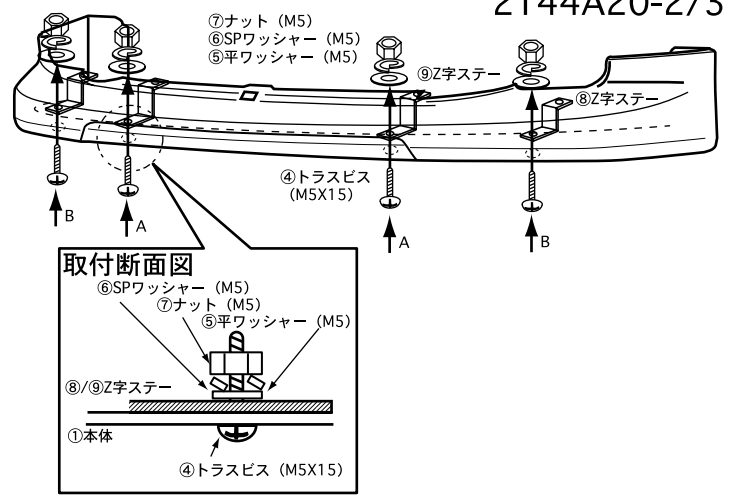 2144A20-2/3
⑦ナット（M5）
⑥SPワッシャー（M5）
⑤平ワッシャー（M5）
⑨Z字ステー
⑧Z字ステー
④トラスビス
（M5X15）
B
A
A
B
取付断面図
⑥SPワッシャー（M5）
⑦ナット（M5）
⑤平ワッシャー（M5）
⑧/⑨Z字ステー
①本体
④トラスビス（M5X15）